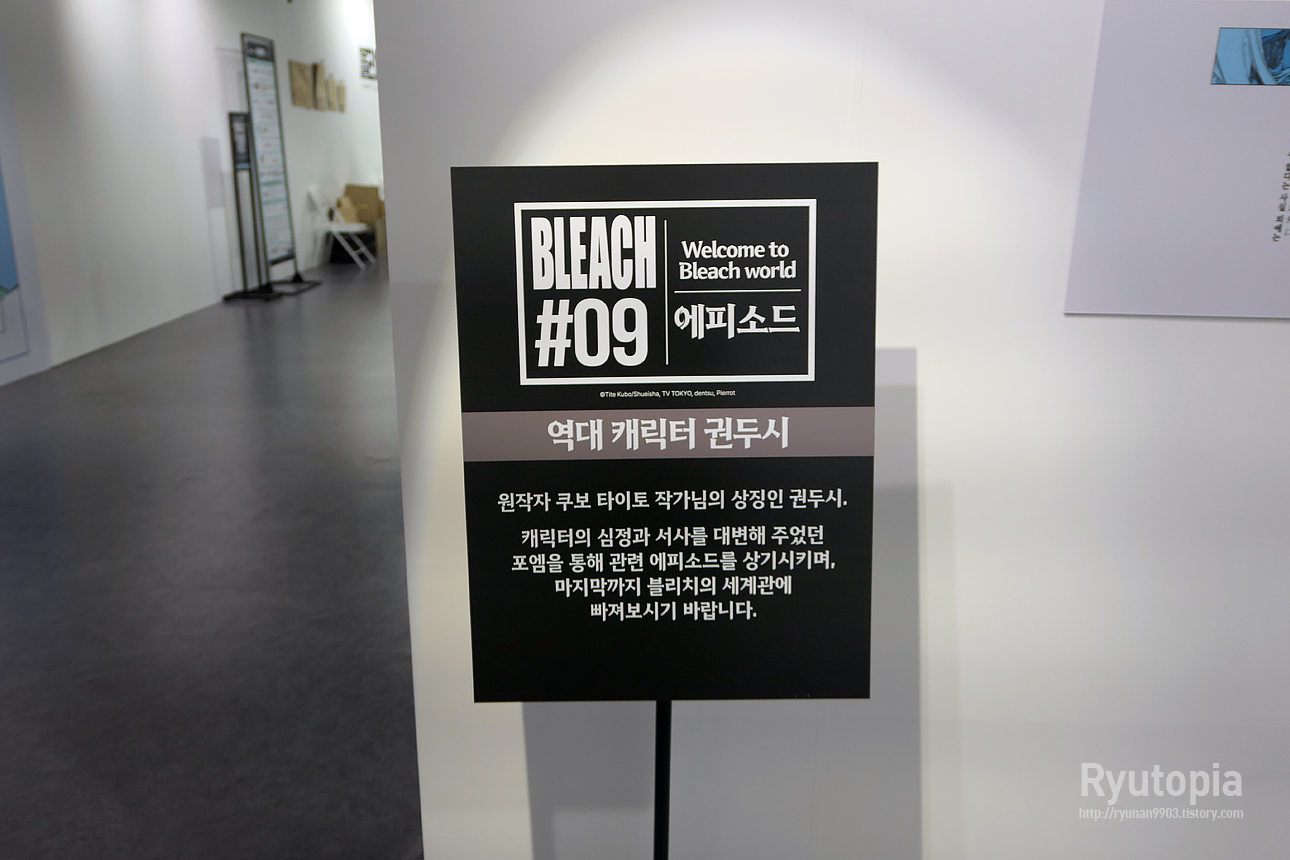 BLEACH
#09
Welcome to
Bleach world
에피소드
©Tite Kubo/Shueisha, TV TOKYO, dentsu, Pierrot
역대 캐릭터 권두시
원작자 쿠보 타이토 작가님의 상징인 권두시.
캐릭터의 심정과 서사를 대변해 주었던
포엠을 통해 관련 에피소드를 상기시키며,
마지막까지 블리치의 세계관에
빠져보시기 바랍니다.
Ryutopia
http://ryunan9903.tistory.com